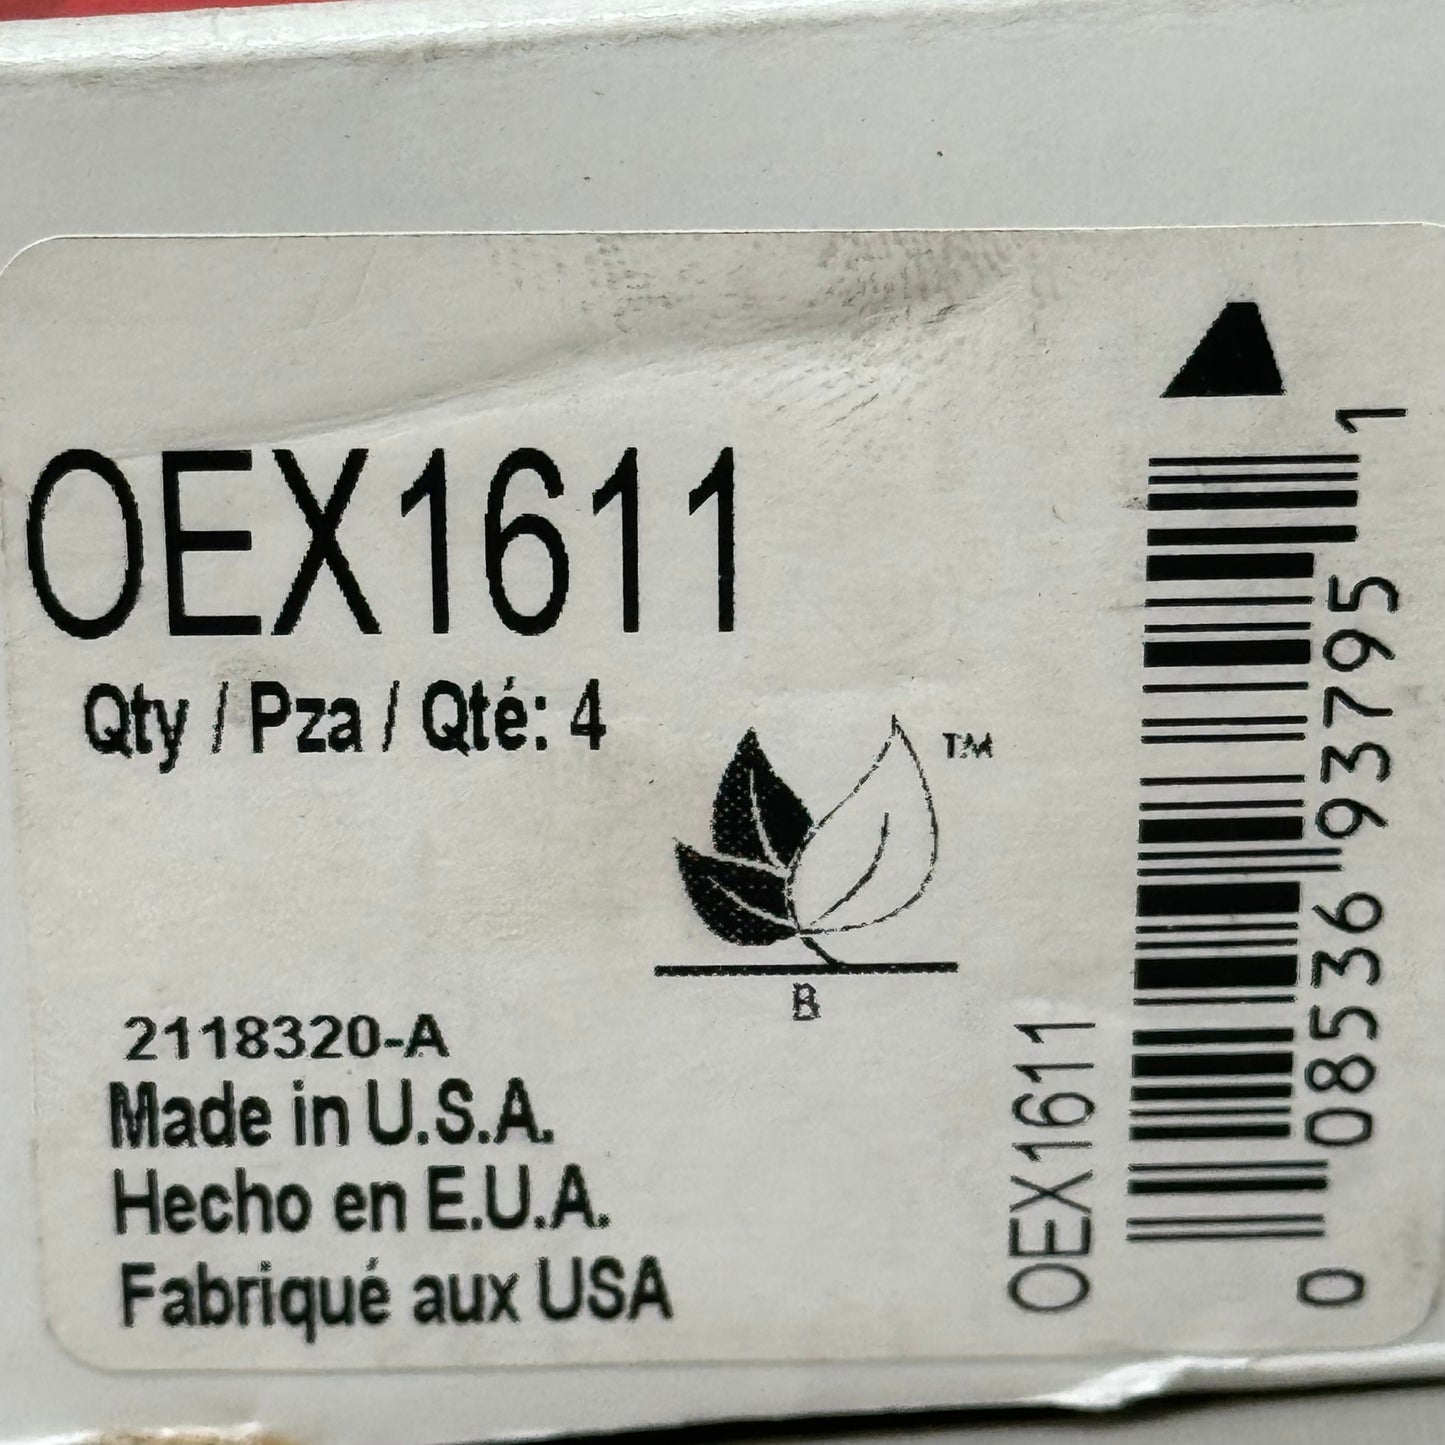 OEX1611
Qty / Pza / Qté: 4
TM
B
2118320-A
Made in U.S.A.
Hecho en E.U.A.
Fabriqué aux USA
OEX1611
0 08536 93795 1